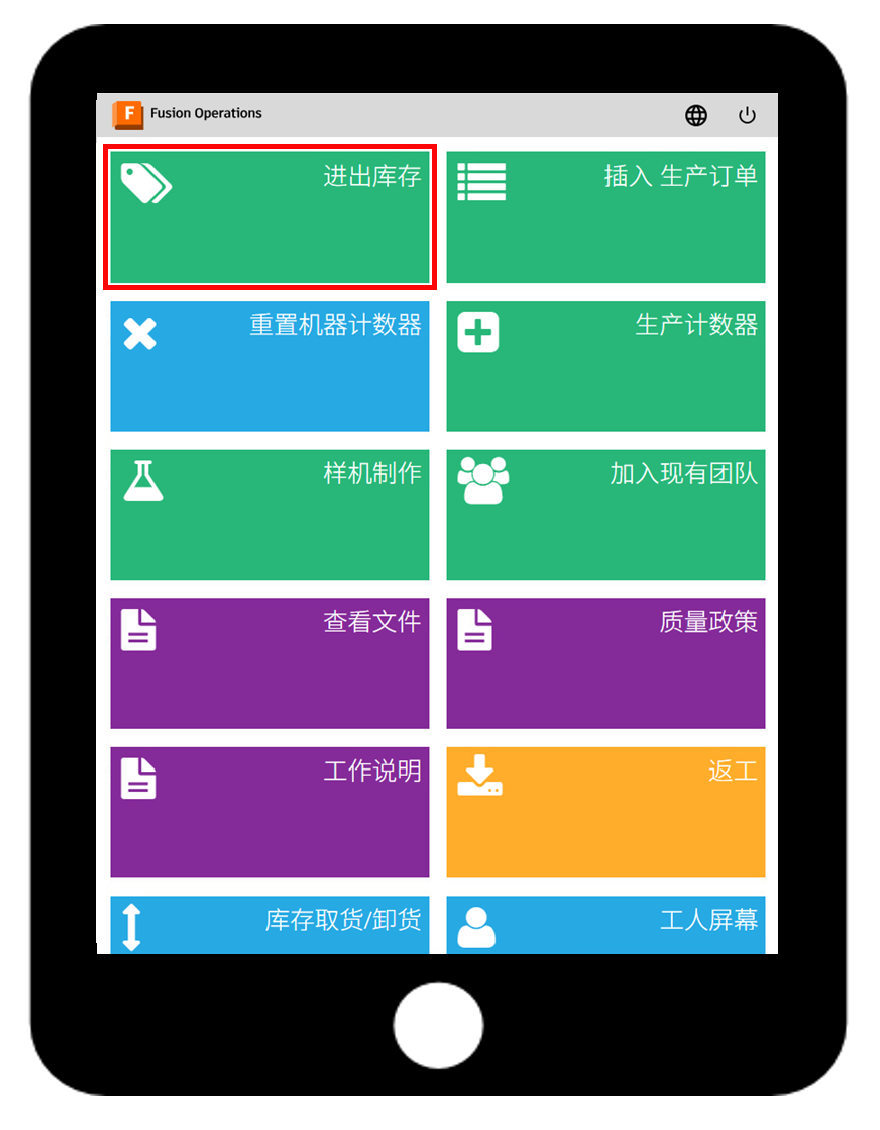 F Fusion Operations
进出库存
插入 生产订单
重置机器计数器
生产计数器
样机制作
加入现有团队
查看文件
质量政策
工作说明
返工
库存取货/卸货
工人屏幕